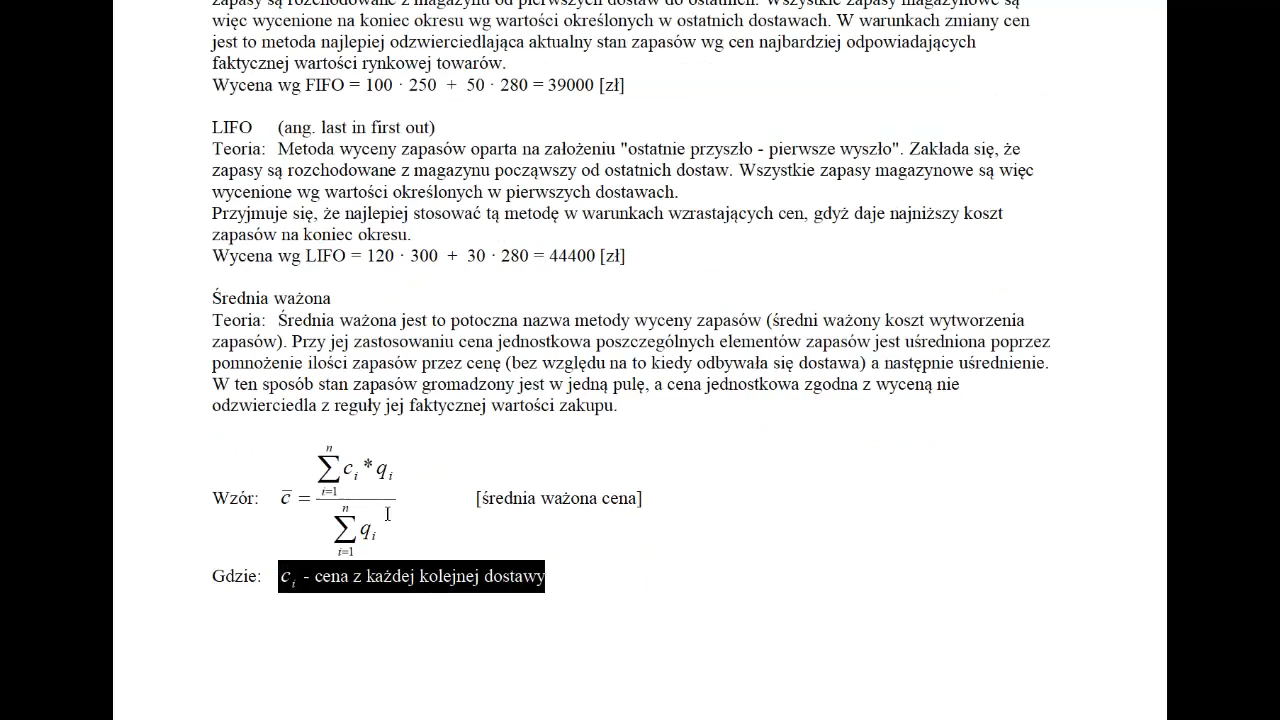 zapasy są rozchodowane z magazynu od pierwszych dostaw do ostatnich. Wszystkie zapasy magazynowe są
więc wycenione na koniec okresu wg wartości określonych w ostatnich dostawach. W warunkach zmiany cen
jest to metoda najlepiej odzwierciedlająca aktualny stan zapasów wg cen najbardziej odpowiadających
faktycznej wartości rynkowej towarów.
Wycena wg FIFO = 100 · 250 + 50 · 280 = 39000 [zł]
LIFO (ang. last in first out)
Teoria: Metoda wyceny zapasów oparta na założeniu "ostatnie przyszło - pierwsze wyszło". Zakłada się, że
zapasy są rozchodowane z magazynu począwszy od ostatnich dostaw. Wszystkie zapasy magazynowe są więc
wycenione wg wartości określonych w pierwszych dostawach.
Przyjmuje się, że najlepiej stosować tą metodę w warunkach wzrastających cen, gdyż daje najniższy koszt
zapasów na koniec okresu.
Wycena wg LIFO = 120 · 300 + 30 · 280 = 44400 [zł]
Średnia ważona
Teoria: Średnia ważona jest to potoczna nazwa metody wyceny zapasów (średni ważony koszt wytworzenia
zapasów). Przy jej zastosowaniu cena jednostkowa poszczególnych elementów zapasów jest uśredniona poprzez
pomnożenie ilości zapasów przez cenę (bez względu na to kiedy odbywała się dostawa) a następnie uśrednienie.
W ten sposób stan zapasów gromadzony jest w jedną pulę, a cena jednostkowa zgodna z wyceną nie
odzwierciedla z reguły jej faktycznej wartości zakupu.
Wzór: c̄ = ∑ᵢ₌₁ⁿ cᵢ * qᵢ / ∑ᵢ₌₁ⁿ qᵢ [średnia ważona cena]
Gdzie: cᵢ - cena z każdej kolejnej dostawy